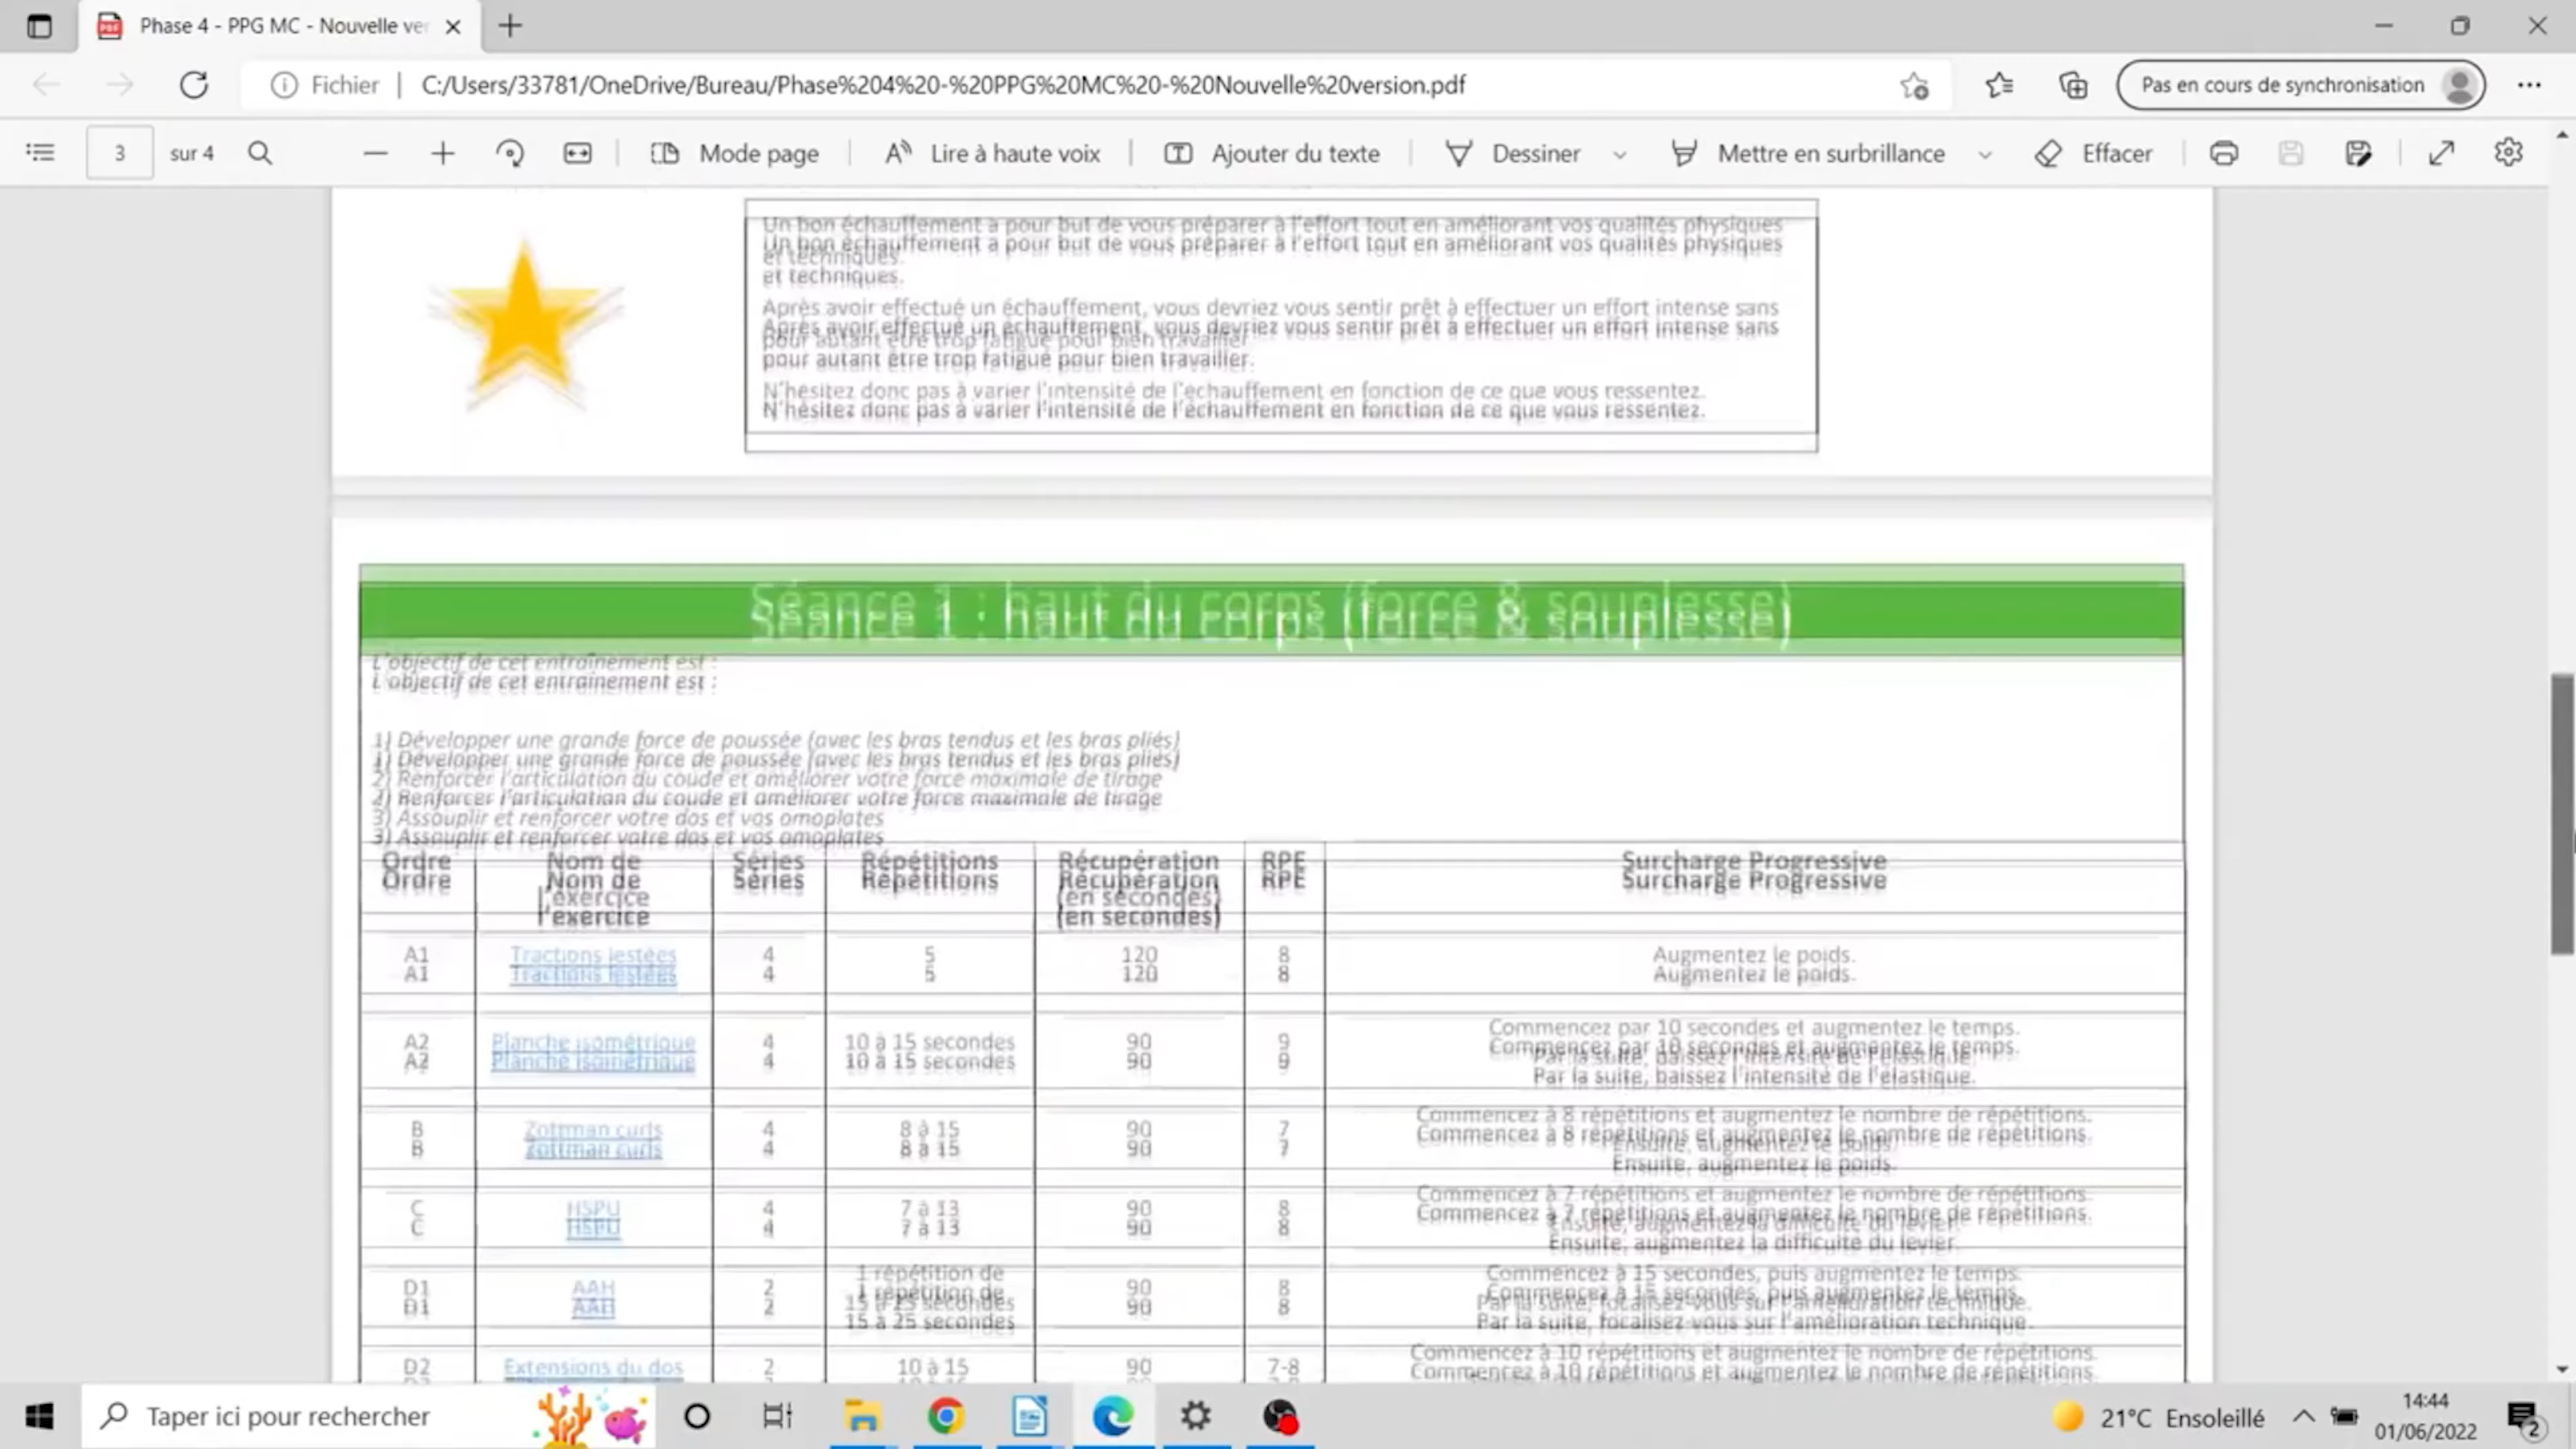 Phase 4 - PPG MC - Nouvelle ver
Fichier C:/Users/33781/OneDrive/Bureau/Phase%204%20-%20PPG%20MC%20-%20Nouvelle%20version.pdf Pas en cours de synchronisation
3 sur 4 Mode page Lire à haute voix Ajouter du texte Dessiner Mettre en surbrillance Effacer
Un bon échauffement a pour but de vous préparer à l'effort tout en améliorant vos qualités physiques
et techniques.
Après avoir effectué un échauffement, vous devriez vous sentir prêt à effectuer un effort intense sans
pour autant être trop fatigué pour bien travailler.
N'hésitez donc pas à varier l'intensité de l'échauffement en fonction de ce que vous ressentez.
Séance 1 : haut du corps (force & souplesse)
L'objectif de cet entraînement est :
1) Développer une grande force de poussée (avec les bras tendus et les bras pliés)
2) Renforcer l'articulation du coude et améliorer votre force maximale de tirage
3) Assouplir et renforcer votre dos et vos omoplates
Ordre Nom de Séries Répétitions Récupération RPE Surcharge Progressive
l'exercice (en secondes)
A1 Tractions lestées 4 5 120 8 Augmentez le poids.
A2 Planche isométrique 4 10 à 15 secondes 90 9 Commencez par 10 secondes et augmentez le temps.
Par la suite, baissez l'intensité de l'élastique.
B Zottman curls 4 8 à 15 90 7 Commencez à 8 répétitions et augmentez le nombre de répétitions.
Ensuite, augmentez le poids.
C HSPU 4 7 à 13 90 8 Commencez à 7 répétitions et augmentez le nombre de répétitions.
Ensuite, augmentez la difficulté du levier.
D1 AAH 2 1 répétition de 90 8 Commencez à 15 secondes, puis augmentez le temps.
15 à 25 secondes Par la suite, focalisez-vous sur l'amélioration technique.
D2 Extensions du dos 2 10 à 15 90 7-8 Commencez à 10 répétitions et augmentez le nombre de répétitions.
Taper ici pour rechercher 21°C Ensoleillé 14:44
01/06/2022 2